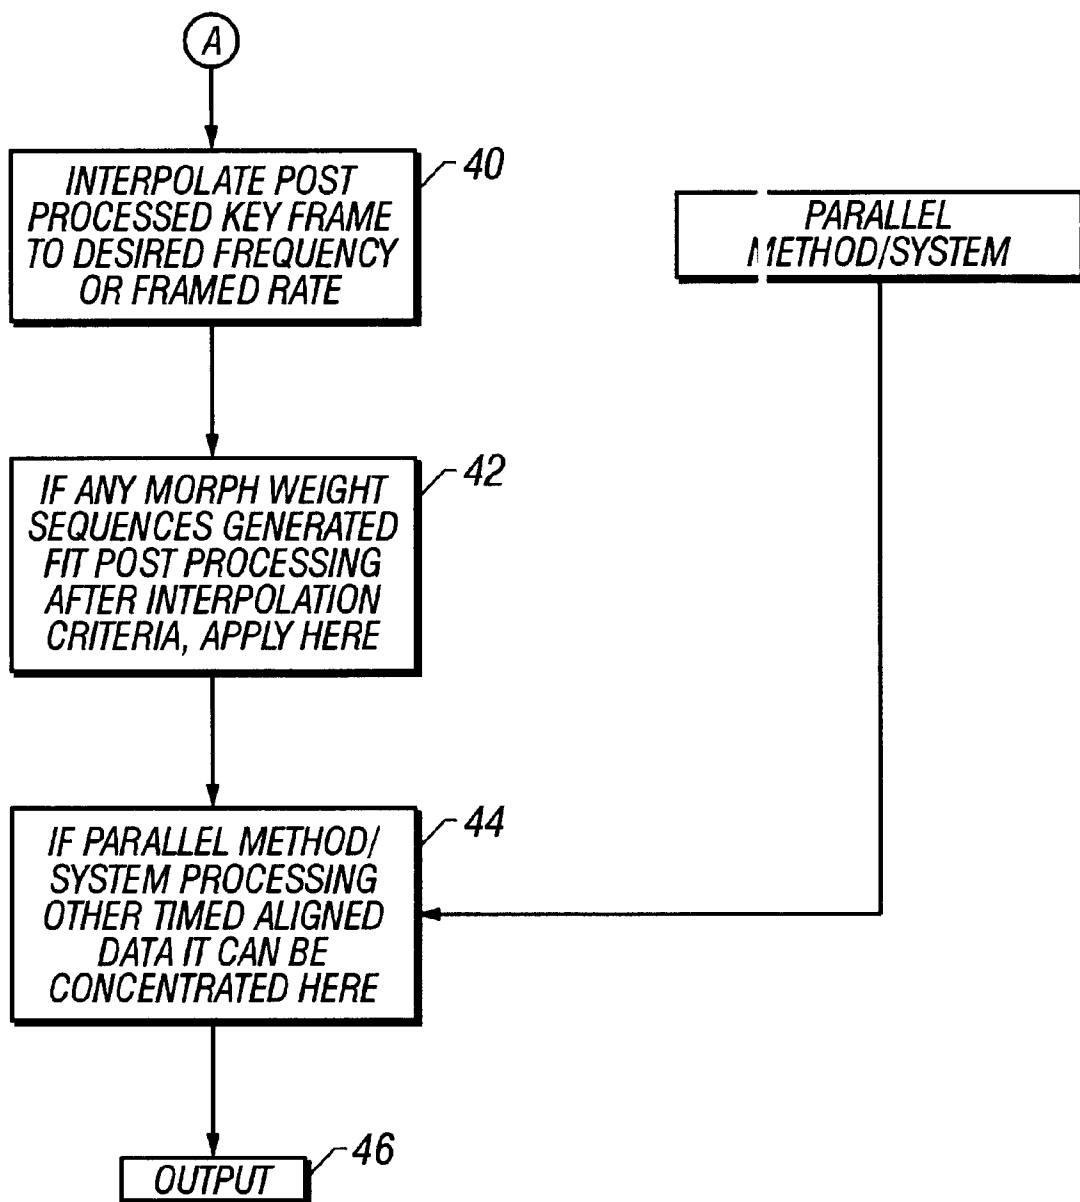 A
INTERPOLATE POST
PROCESSED KEY FRAME
TO DESIRED FREQUENCY
OR FRAMED RATE
40
PARALLEL
METHOD/SYSTEM
IF ANY MORPH WEIGHT
SEQUENCES GENERATED
FIT POST PROCESSING
AFTER INTERPOLATION
CRITERIA, APPLY HERE
42
IF PARALLEL METHOD/
SYSTEM PROCESSING
OTHER TIMED ALIGNED
DATA IT CAN BE
CONCENTRATED HERE
44
OUTPUT
46